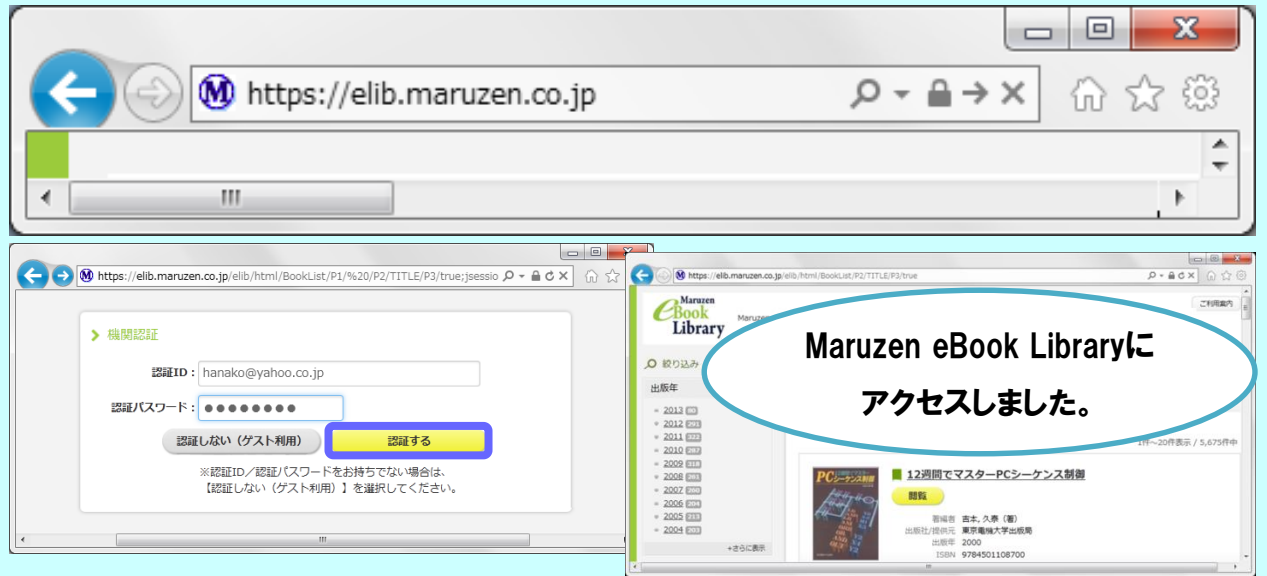 https://elib.maruzen.co.jp
https://elib.maruzen.co.jp/elib/html/BookList/P1/%20/P2/TITLE/P3/true;jsessio
機関認証
認証ID : hanako@yahoo.co.jp
認証パスワード : ●●●●●●●●
認証しない（ゲスト利用） 認証する
※認証ID／認証パスワードをお持ちでない場合は、
【認証しない（ゲスト利用）】を選択してください。
https://elib.maruzen.co.jp/elib/html/BookList/P2/TITLE/P3/true
Maruzen
eBook
Library
Maruzen
ご利用案内
Maruzen eBook Libraryに
アクセスしました。
絞り込み
出版年
2013
2012
2011
2010
2009
2008
2007
2006
2005
2004
+さらに表示
1件～20件表示 / 5,675件中
12週間でマスターPCシーケンス制御
閲覧
著編者 吉本, 久泰（著）
出版社/提供元 東京電機大学出版局
出版年 2000
ISBN 9784501108700